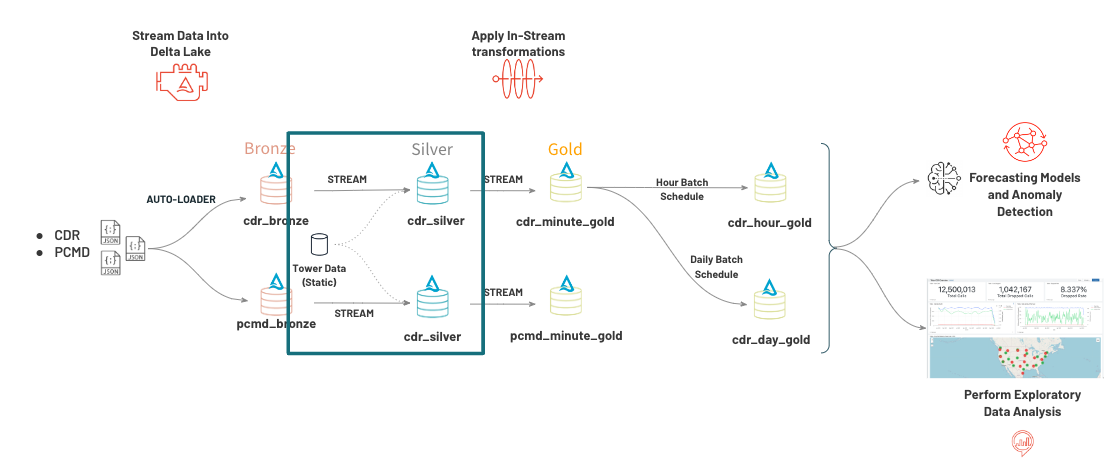 Stream Data Into
Delta Lake
Apply In-Stream
transformations
Bronze
Silver
Gold
AUTO-LOADER
STREAM
STREAM
Hour Batch
Schedule
cdr_bronze
cdr_silver
cdr_minute_gold
cdr_hour_gold
Forecasting Models
and Anomaly
Detection
CDR
PCMD
{;}
JSON
{;}
JSON
{;}
JSON
Tower Data
(Static)
Daily Batch
Schedule
STREAM
STREAM
pcmd_bronze
cdr_silver
pcmd_minute_gold
cdr_day_gold
12,500,013
Total Calls
1,042,167
Total Dropped Calls
8.337%
Dropped Rate
Perform Exploratory
Data Analysis